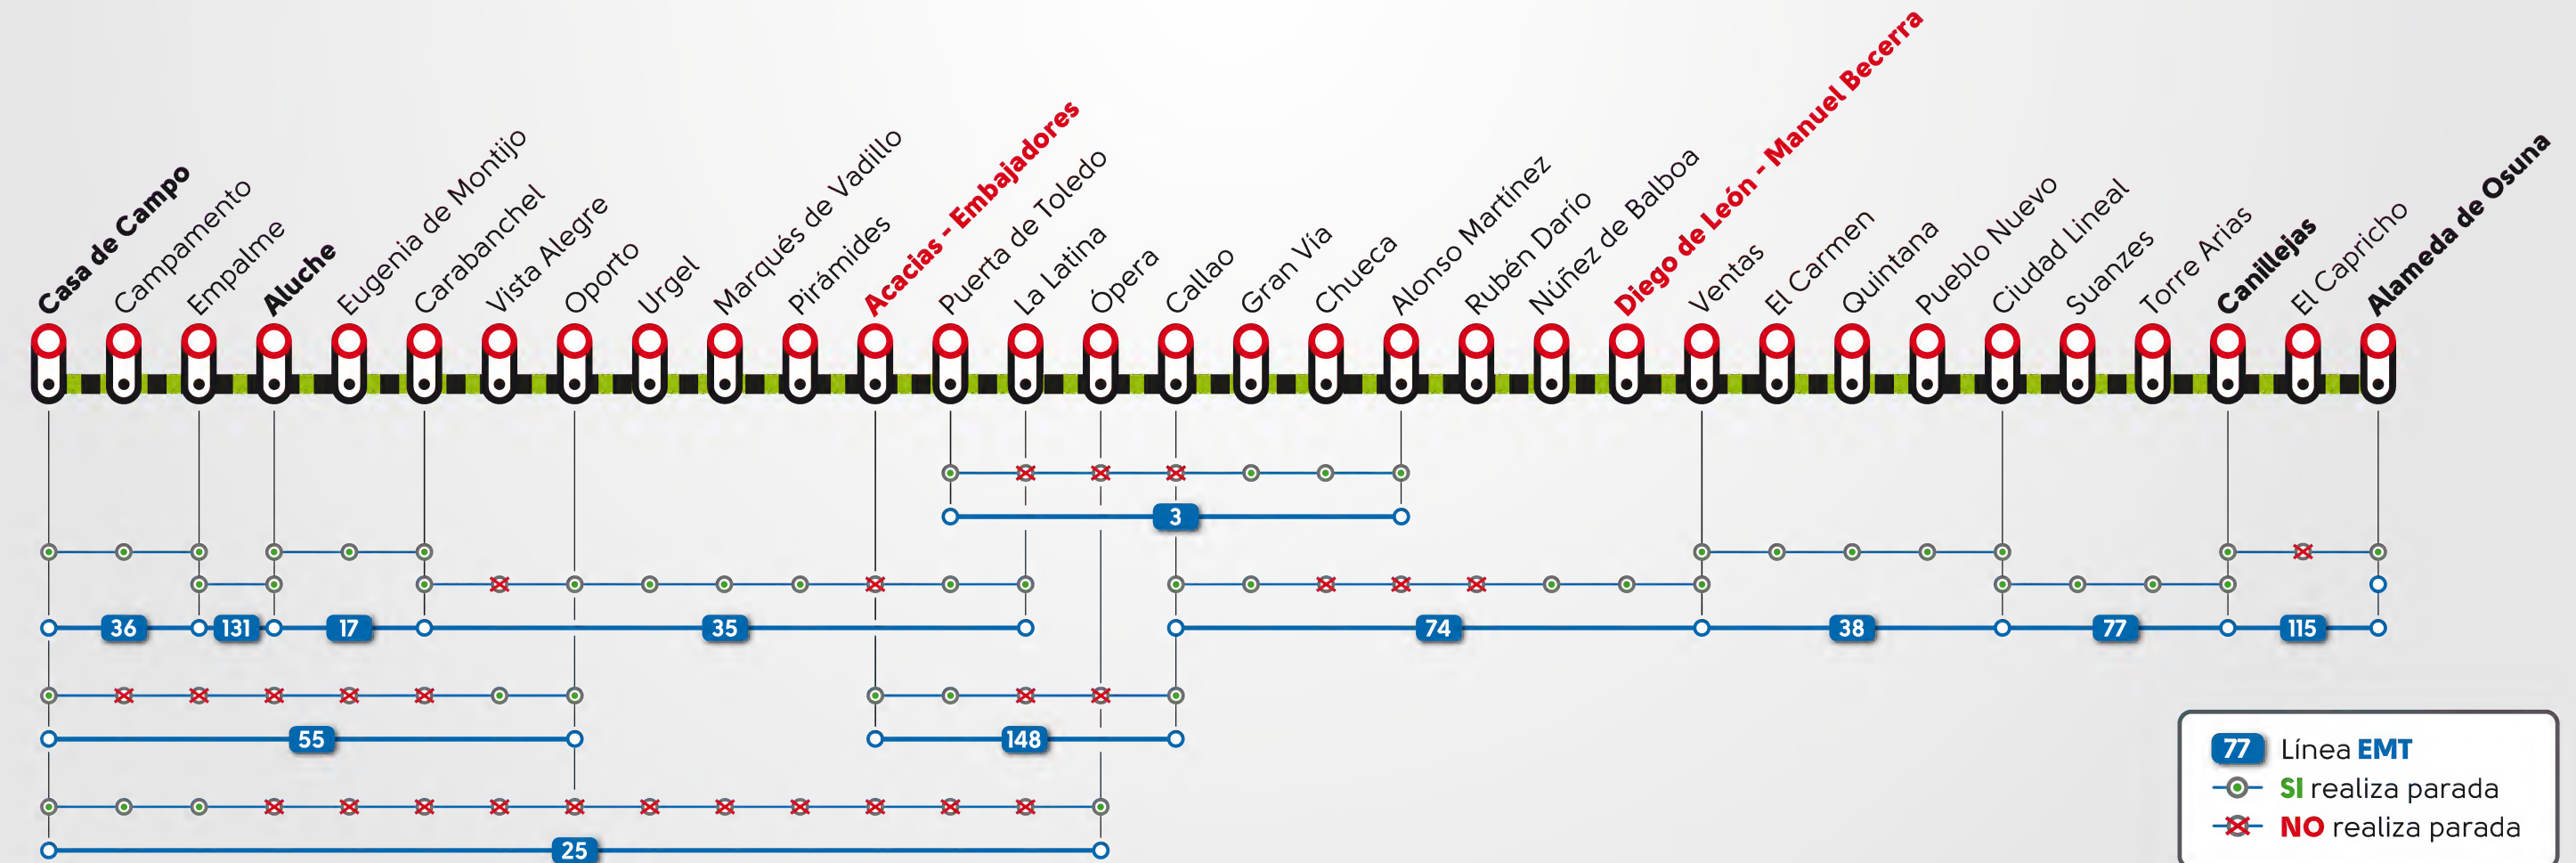 Casa de Campo
Campamento
Empalme
Aluche
Eugenia de Montijo
Carabanchel
Vista Alegre
Oporto
Urgel
Marqués de Vadillo
Pirámides
Acacias - Embajadores
Puerta de Toledo
La Latina
Ópera
Callao
Gran Vía
Chueca
Alonso Martínez
Rubén Darío
Núñez de Balboa
Diego de León - Manuel Becerra
Ventas
El Carmen
Quintana
Pueblo Nuevo
Ciudad Lineal
Suanzes
Torre Arias
Canillejas
El Capricho
Alameda de Osuna
3
36
131
17
35
74
38
77
115
55
148
25
77 Línea EMT
SI realiza parada
NO realiza parada